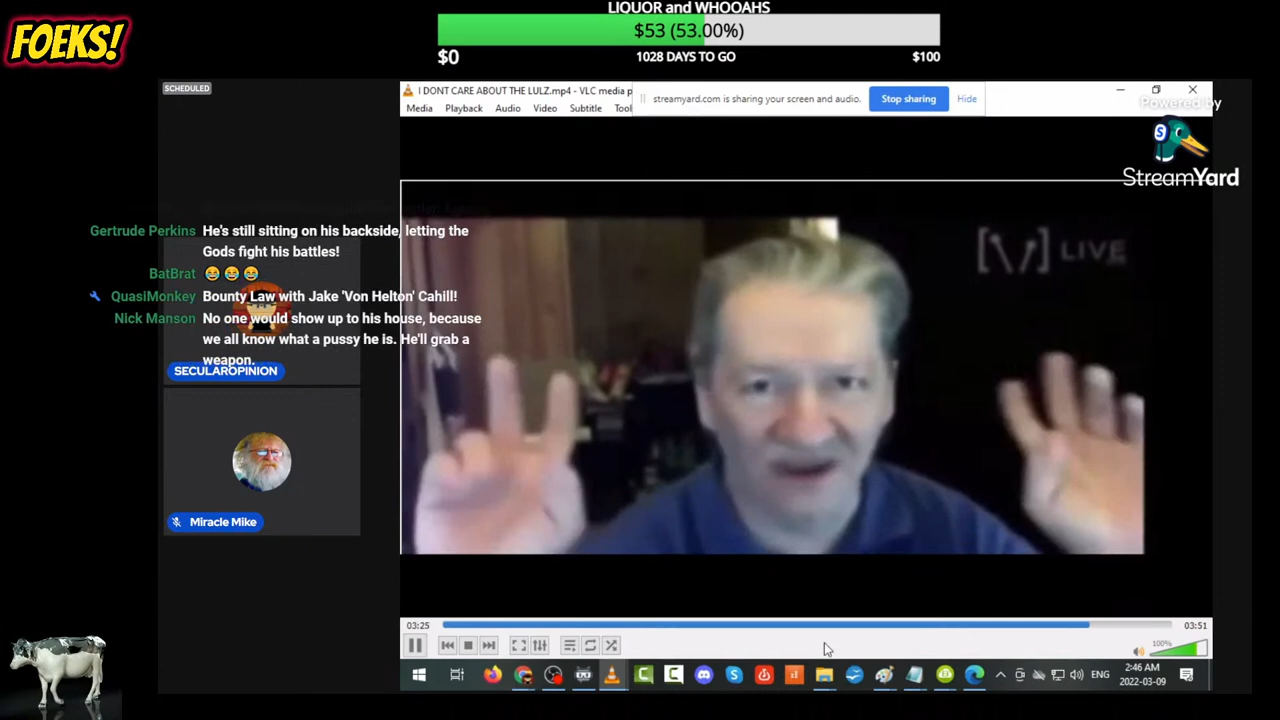 FOEKS!
LIQUOR and WHOOAHS
$53 (53.00%)
$0
1028 DAYS TO GO
$100
SCHEDULED
I DONT CARE ABOUT THE LULZ.mp4 - VLC media p
streamyard.com is sharing your screen and audio.
Stop sharing
Hide
Media Playback Audio Video Subtitle Tool
Powered by
StreamYard
[\/] LIVE
Gertrude Perkins He's still sitting on his backside, letting the
Gods fight his battles!
BatBrat 😂 😂 😂
QuasiMonkey Bounty Law with Jake 'Von Helton' Cahill!
Nick Manson No one would show up to his house, because
we all know what a pussy he is. He'll grab a
weapon.
SECULAROPINION
Miracle Mike
03:25
03:51
100%
ENG
2:46 AM
2022-03-09